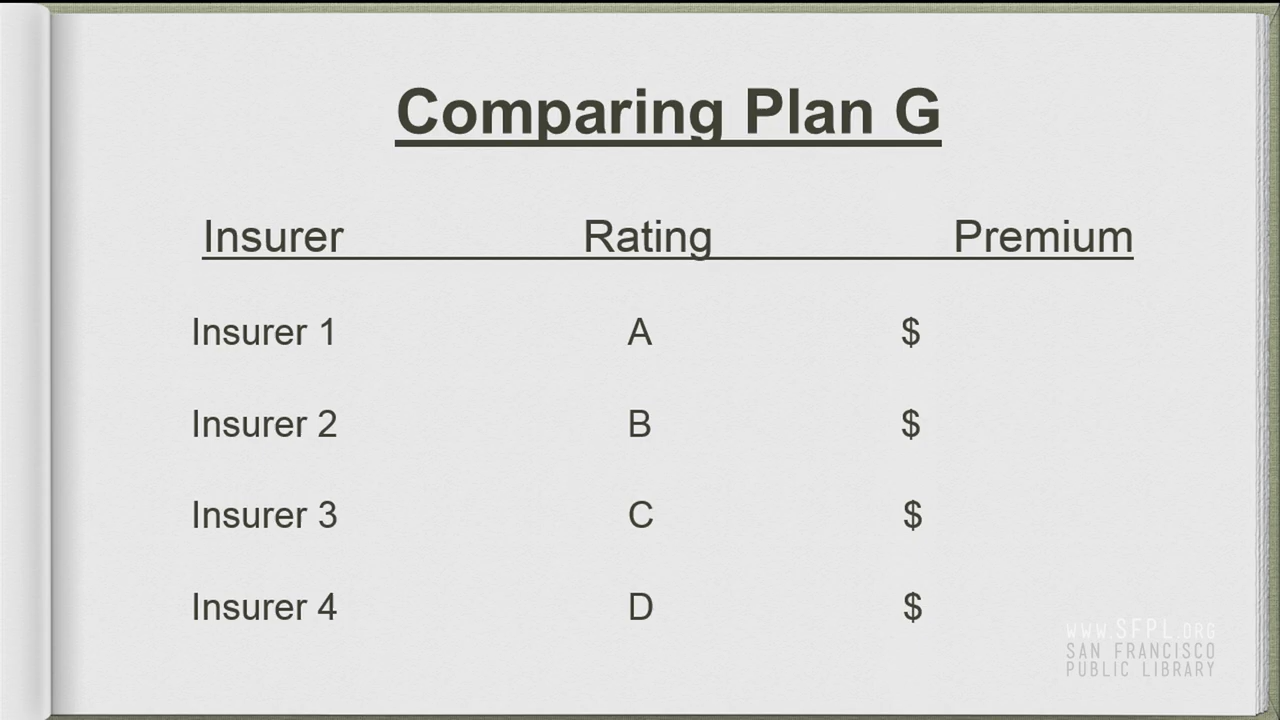 Comparing Plan G
Insurer Rating Premium
Insurer 1 A $
Insurer 2 B $
Insurer 3 C $
Insurer 4 D $
WWW.SFPL.ORG
SAN FRANCISCO
PUBLIC LIBRARY